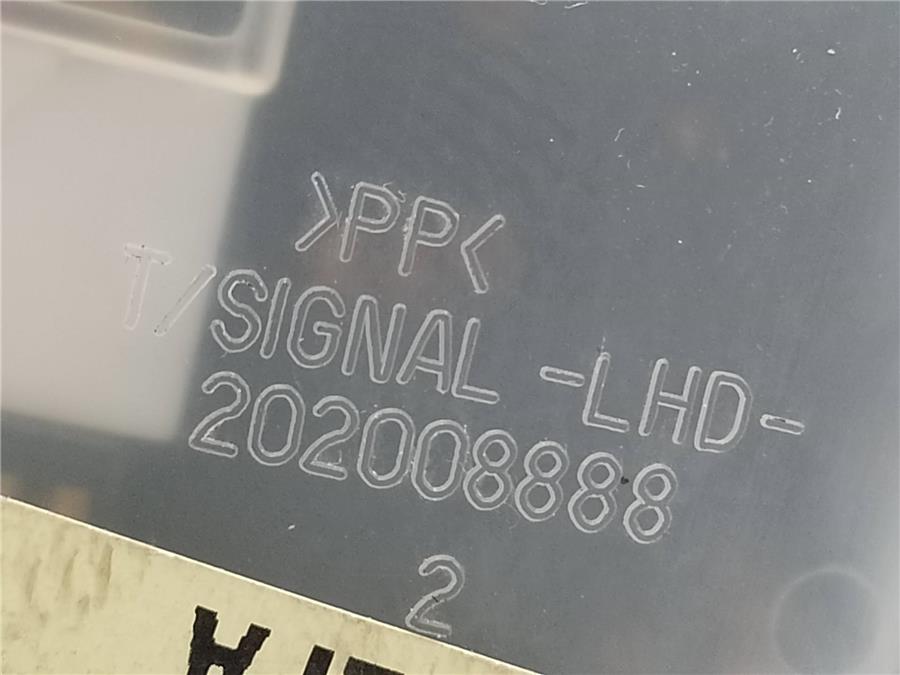 >PP<
T/SIGNAL -LHD-
202008888
2